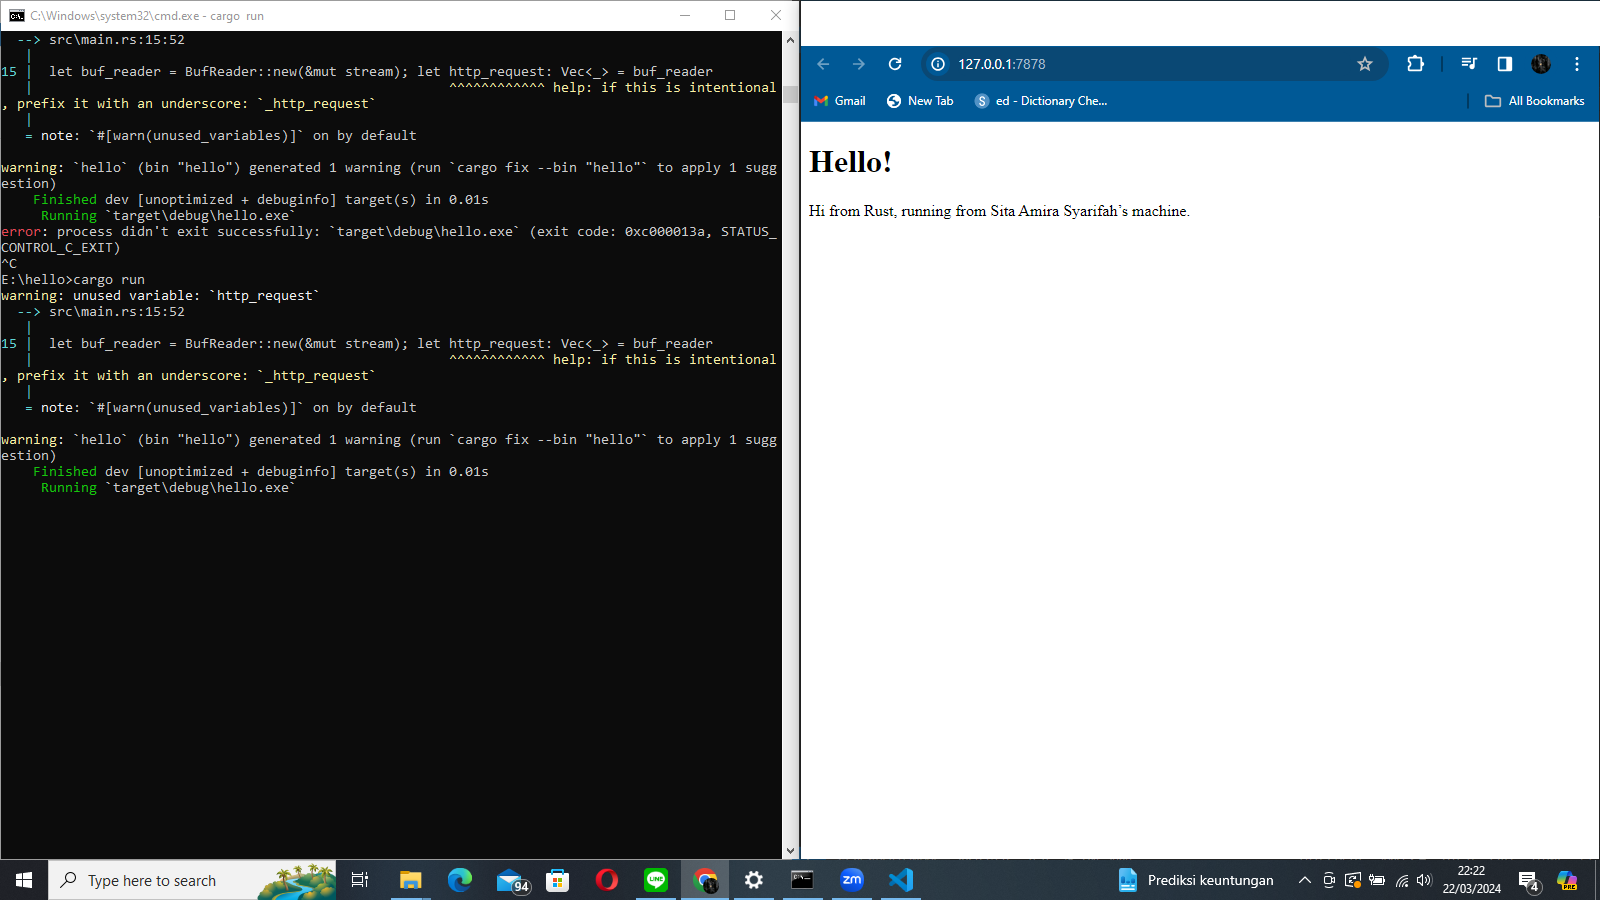 C:\Windows\system32\cmd.exe - cargo  run
--> src\main.rs:15:52
|
15 |  let buf_reader = BufReader::new(&mut stream); let http_request: Vec<_> = buf_reader
|                                                    ^^^^^^^^^^^^ help: if this is intentional
, prefix it with an underscore: `_http_request`
|
= note: `#[warn(unused_variables)]` on by default
warning: `hello` (bin "hello") generated 1 warning (run `cargo fix --bin "hello"` to apply 1 sugg
estion)
Finished dev [unoptimized + debuginfo] target(s) in 0.01s
Running `target\debug\hello.exe`
error: process didn't exit successfully: `target\debug\hello.exe` (exit code: 0xc000013a, STATUS_
CONTROL_C_EXIT)
^C
E:\hello>cargo run
warning: unused variable: `http_request`
--> src\main.rs:15:52
|
15 |  let buf_reader = BufReader::new(&mut stream); let http_request: Vec<_> = buf_reader
|                                                    ^^^^^^^^^^^^ help: if this is intentional
, prefix it with an underscore: `_http_request`
|
= note: `#[warn(unused_variables)]` on by default
warning: `hello` (bin "hello") generated 1 warning (run `cargo fix --bin "hello"` to apply 1 sugg
estion)
Finished dev [unoptimized + debuginfo] target(s) in 0.01s
Running `target\debug\hello.exe`
127.0.0.1:7878
Gmail
New Tab
S ed - Dictionary Che...
All Bookmarks
Hello!
Hi from Rust, running from Sita Amira Syarifah’s machine.
Type here to search
94
LINE
zm
Prediksi keuntungan
22:22
22/03/2024
4
PRE